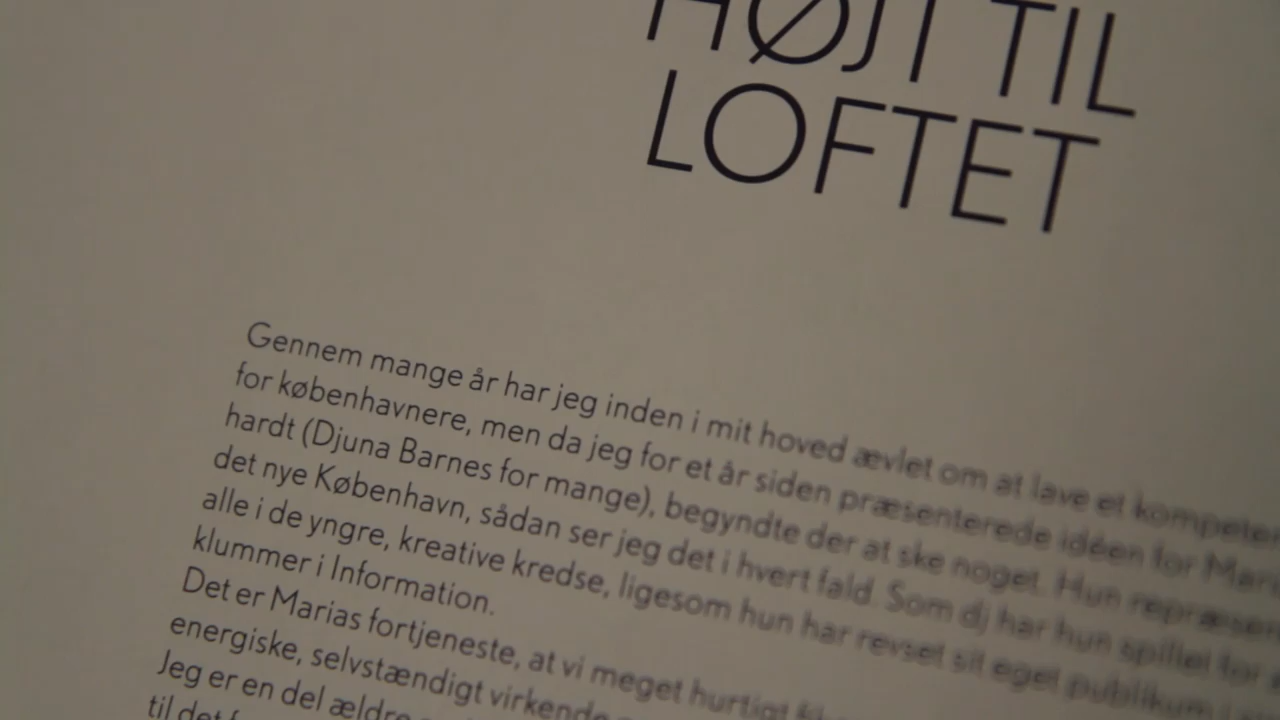 HØJT TIL
LOFTET
Gennem mange år har jeg inden i mit hoved ævlet om at lave et
for københavnere, men da jeg for et år siden præsenterede idéen for
hardt (Djuna Barnes for mange), begyndte der at ske noget. Hun
det nye København, sådan ser jeg det i hvert fald. Som dj har hun spillet for
alle i de yngre, kreative kredse, ligesom hun har revset sit eget publikum i
klummer i Information.
Det er Marias fortjeneste, at vi meget hurtigt
energiske, selvstændigt virkende
Jeg er en del ældre
til det